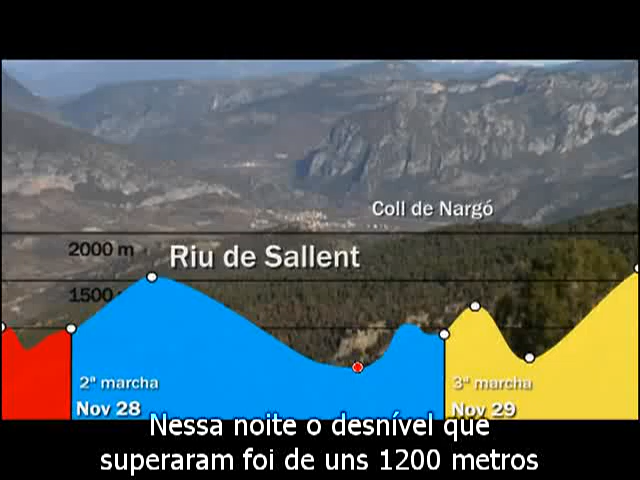 Coll de Nargó
2000 m
Riu de Sallent
1500
2ª marcha
Nov 28
3ª marcha
Nov 29
Nessa noite o desnível que
superaram foi de uns 1200 metros